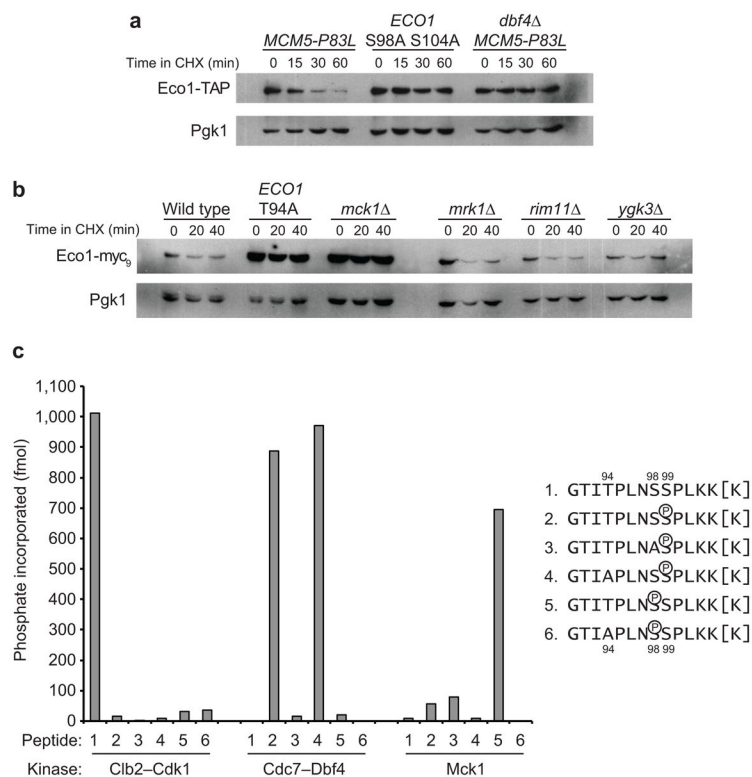 a
MCM5-P83L
ECO1
S98A S104A
dbf4Δ
MCM5-P83L
Time in CHX (min) 0 15 30 60 0 15 30 60 0 15 30 60
Eco1-TAP
Pgk1
b
Wild type
ECO1
T94A
mck1Δ
mrk1Δ
rim11Δ
ygk3Δ
Time in CHX (min) 0 20 40 0 20 40 0 20 40 0 20 40 0 20 40 0 20 40
Eco1-myc9
Pgk1
c
Phosphate incorporated (fmol)
1,100
1,000
900
800
700
600
500
400
300
200
100
0
Peptide: 1 2 3 4 5 6 1 2 3 4 5 6 1 2 3 4 5 6
Kinase: Clb2–Cdk1 Cdc7–Dbf4 Mck1
94 98 99
1. GTITPLNSSPLKK[K]
P
2. GTITPLNSSPLKK[K]
P
3. GTITPLNASPLKK[K]
P
4. GTIAPLNSSPLKK[K]
P
5. GTITPLNSSPLKK[K]
P
6. GTIAPLNSSPLKK[K]
94 98 99